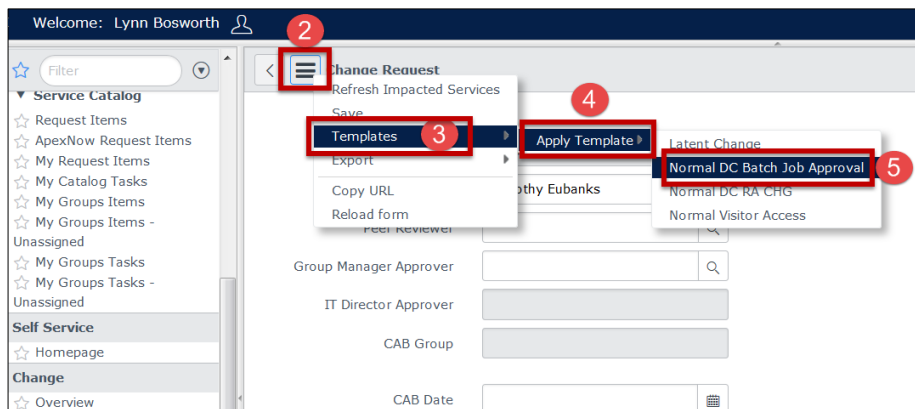 Welcome: Lynn Bosworth
2
Filter
Service Catalog
Request Items
ApexNow Request Items
My Request Items
My Catalog Tasks
My Groups Items
My Groups Items -
Unassigned
My Groups Tasks
My Groups Tasks -
Unassigned
Self Service
Homepage
Change
Overview
Change Request
Refresh Impacted Services
Save
Templates
3
Export
Copy URL
Reload form
4
Apply Template
Latent Change
Normal DC Batch Job Approval
5
Normal DC RA CHG
Normal Visitor Access
othy Eubanks
Peer Reviewer
Group Manager Approver
IT Director Approver
CAB Group
CAB Date